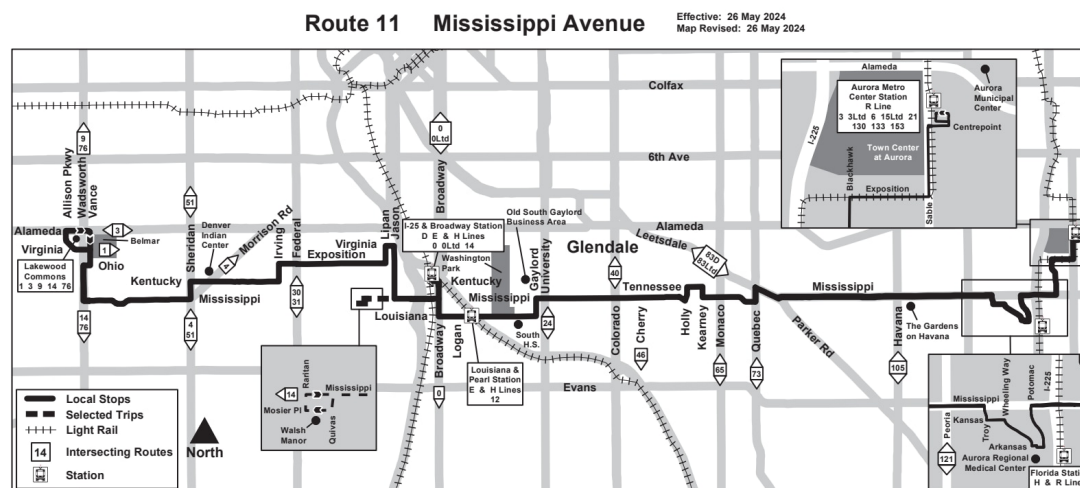 Route 11 Mississippi Avenue
Effective: 26 May 2024
Map Revised: 26 May 2024
Colfax
6th Ave
Alameda
Allison Pkwy
Wadsworth
Vance
9
76
Alameda
3
Belmar
Virginia
1
Ohio
Lakewood
Commons
1 3 9 14 76
14
76
Kentucky
51
Sheridan
Denver
Indian
Center
4
Morrison Rd
4
51
Mississippi
Irving
Federal
30
31
Virginia
Exposition
Lipan
Jason
0
0Ltd
Broadway
I-25 & Broadway Station
D E & H Lines
0 0Ltd 14
Washington
Park
Kentucky
Old South Gaylord
Business Area
Gaylord
University
Mississippi
South
H.S.
24
Louisiana
Broadway
0
Logan
Louisiana &
Pearl Station
E & H Lines
12
Evans
Glendale
Leetsdale
Alameda
83D
83Ltd
40
Tennessee
Colorado
Cherry
46
Holly
Kearney
Monaco
65
Quebec
73
Parker Rd
Mississippi
Havana
105
The Gardens
on Havana
Raritan
14
Mississippi
Mosier Pl
Walsh
Manor
Quivas
Local Stops
Selected Trips
Light Rail
14 Intersecting Routes
Station
North
Alameda
Aurora Metro
Center Station
R Line
3 3Ltd 6 15Ltd 21
130 133 153
Aurora
Municipal
Center
Centrepoint
I-225
Town Center
at Aurora
Blackhawk
Exposition
Sable
Wheeling Way
Potomac
I-225
Mississippi
Peoria
121
Kansas
Troy
Arkansas
Aurora Regional
Medical Center
Florida Stati
H & R Line